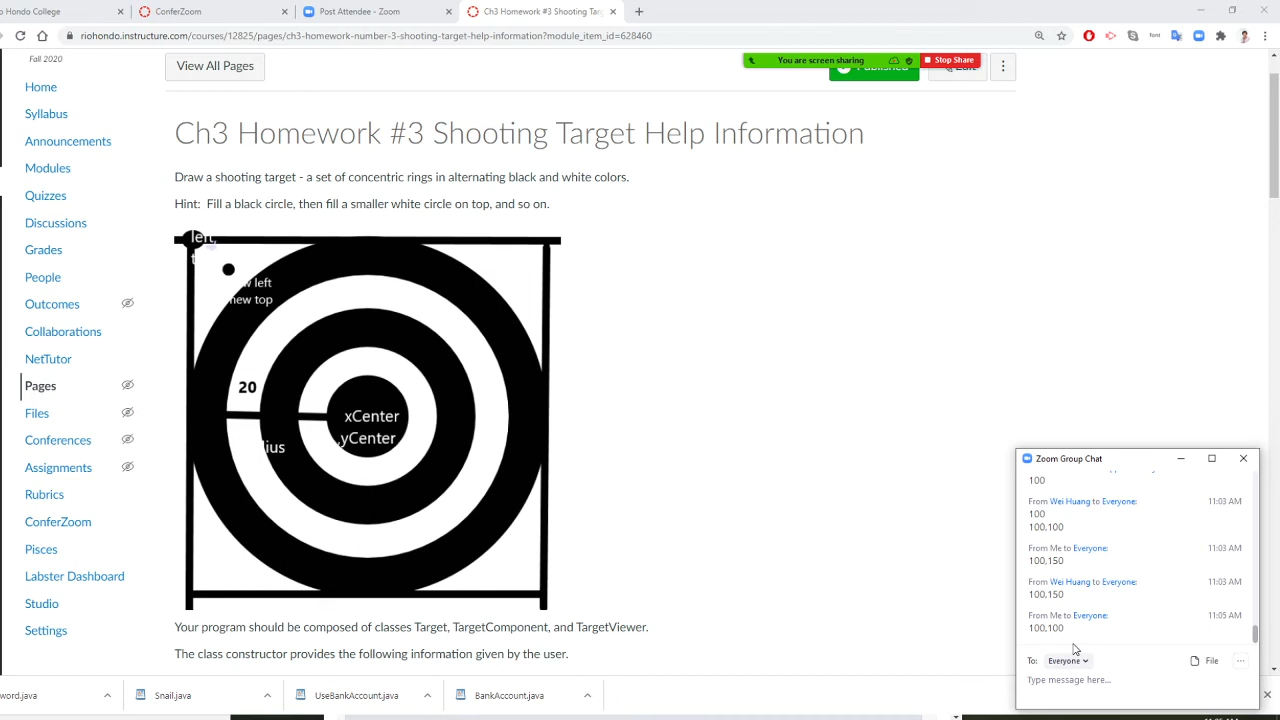 o Hondo College
ConferZoom
Post Attendee - Zoom
Ch3 Homework #3 Shooting Targ
riohondo.instructure.com/courses/12825/pages/ch3-homework-number-3-shooting-target-help-information?module_item_id=628460
Fall 2020
View All Pages
You are screen sharing
Stop Share
Published
Edit
Home
Syllabus
Announcements
Modules
Quizzes
Discussions
Grades
People
Outcomes
Collaborations
NetTutor
Pages
Files
Conferences
Assignments
Rubrics
ConferZoom
Pisces
Labster Dashboard
Studio
Settings
Ch3 Homework #3 Shooting Target Help Information
Draw a shooting target - a set of concentric rings in alternating black and white colors.
Hint: Fill a black circle, then fill a smaller white circle on top, and so on.
left,
t
w left
new top
20
xCenter
,yCenter
lius
Your program should be composed of classes Target, TargetComponent, and TargetViewer.
The class constructor provides the following information given by the user.
Zoom Group Chat
100
From Wei Huang to Everyone: 11:03 AM
100
100,100
From Me to Everyone: 11:03 AM
100,150
From Wei Huang to Everyone: 11:03 AM
100,150
From Me to Everyone: 11:05 AM
100,100
To: Everyone
File
Type message here...
word.java
Snail.java
UseBankAccount.java
BankAccount.java